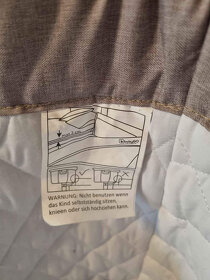 WARNUNG: Nicht benutzen wenn
das Kind selbstständig sitzen,
knieen oder sich hochziehen kann.